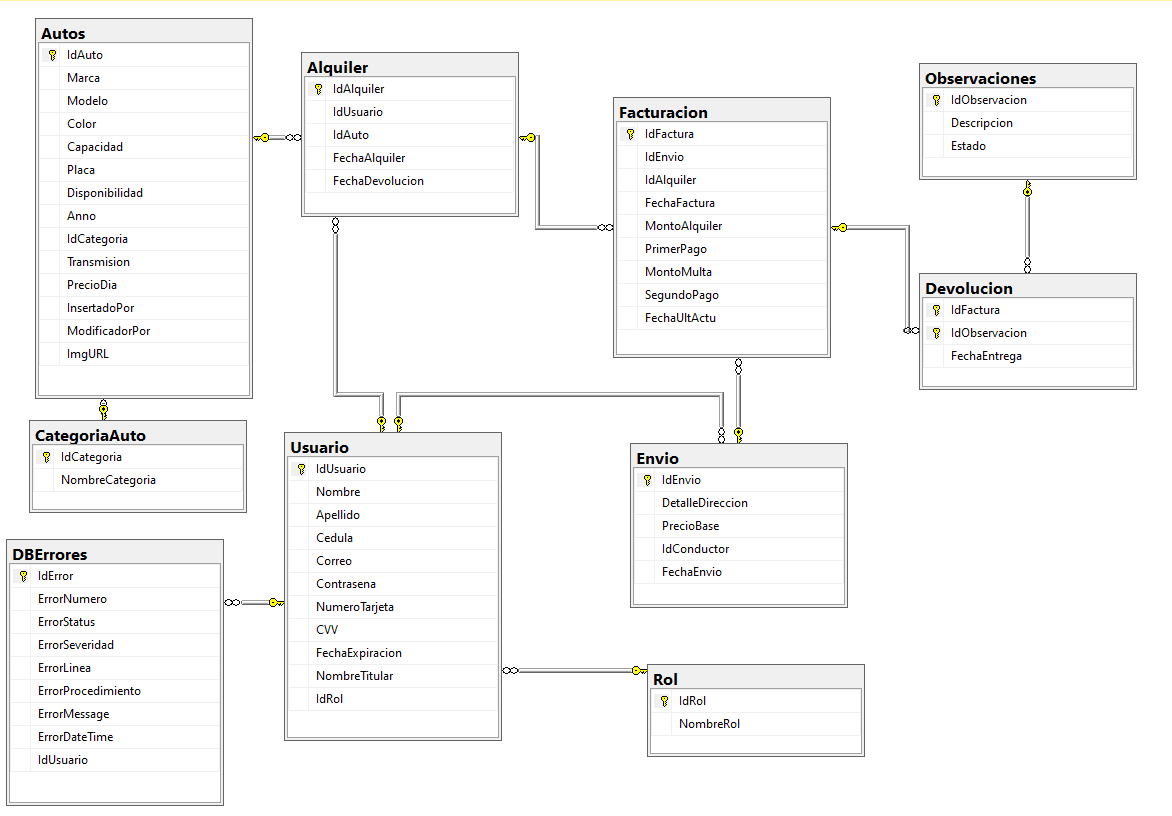 Autos
IdAuto
Marca
Modelo
Color
Capacidad
Placa
Disponibilidad
Anno
IdCategoria
Transmision
PrecioDia
InsertadoPor
ModificadorPor
ImgURL
Alquiler
IdAlquiler
IdUsuario
IdAuto
FechaAlquiler
FechaDevolucion
Facturacion
IdFactura
IdEnvio
IdAlquiler
FechaFactura
MontoAlquiler
PrimerPago
MontoMulta
SegundoPago
FechaUltActu
Observaciones
IdObservacion
Descripcion
Estado
Devolucion
IdFactura
IdObservacion
FechaEntrega
CategoriaAuto
IdCategoria
NombreCategoria
Usuario
IdUsuario
Nombre
Apellido
Cedula
Correo
Contrasena
NumeroTarjeta
CVV
FechaExpiracion
NombreTitular
IdRol
Envio
IdEnvio
DetalleDireccion
PrecioBase
IdConductor
FechaEnvio
DBErrores
IdError
ErrorNumero
ErrorStatus
ErrorSeveridad
ErrorLinea
ErrorProcedimiento
ErrorMessage
ErrorDateTime
IdUsuario
Rol
IdRol
NombreRol